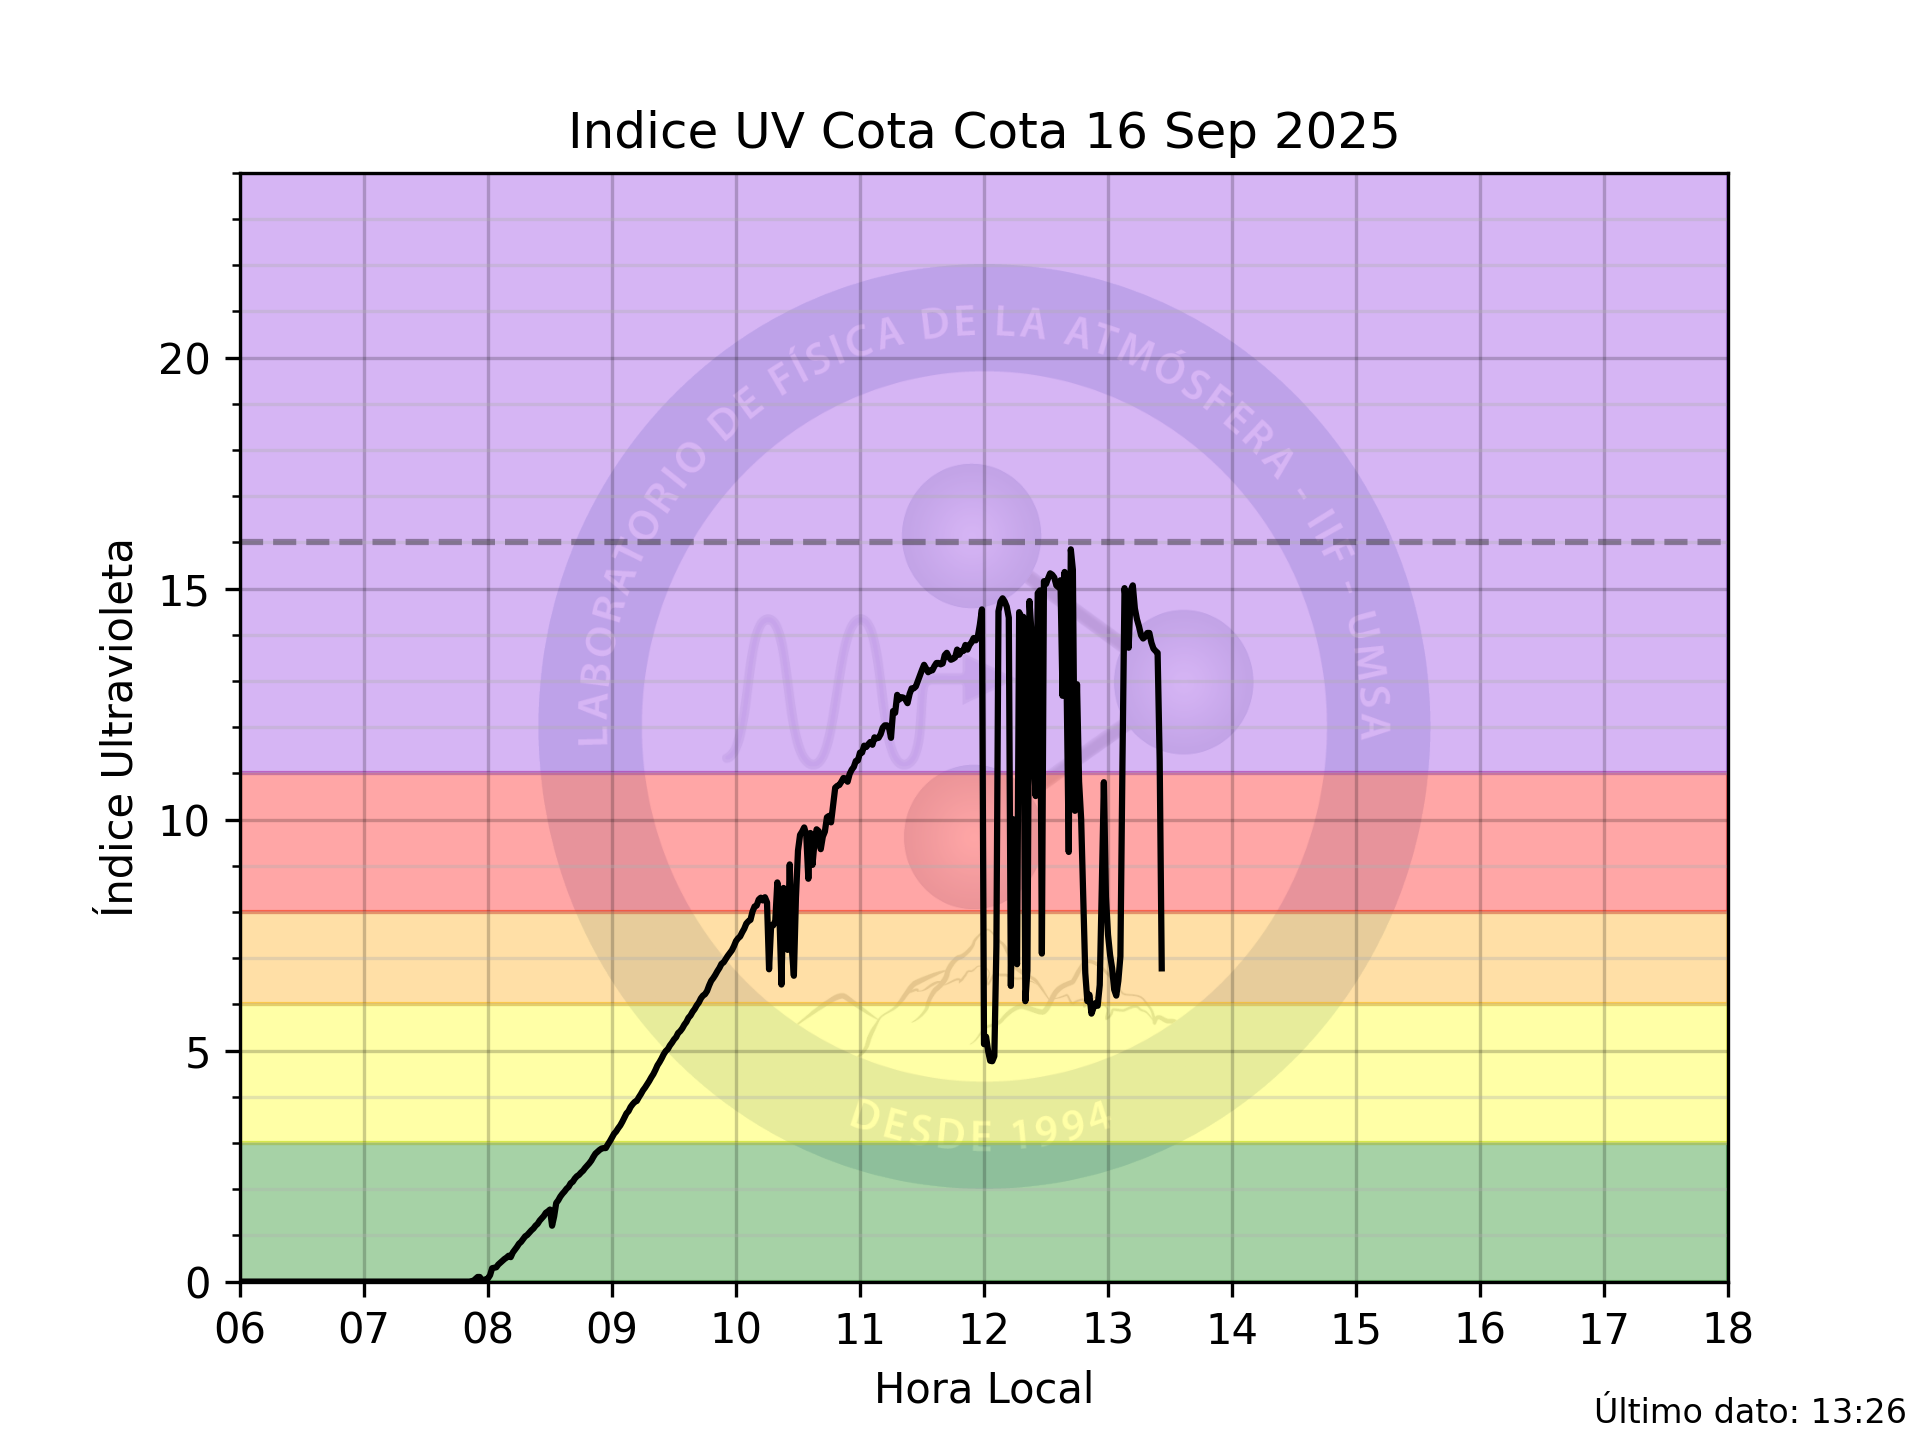 Indice UV Cota Cota 16 Sep 2025
LABORATORIO DE FÍSICA DE LA ATMÓSFERA - IIF - UMSA
DESDE 1994
Índice Ultravioleta
20
15
10
5
0
06 07 08 09 10 11 12 13 14 15 16 17 18
Hora Local
Último dato: 13:26